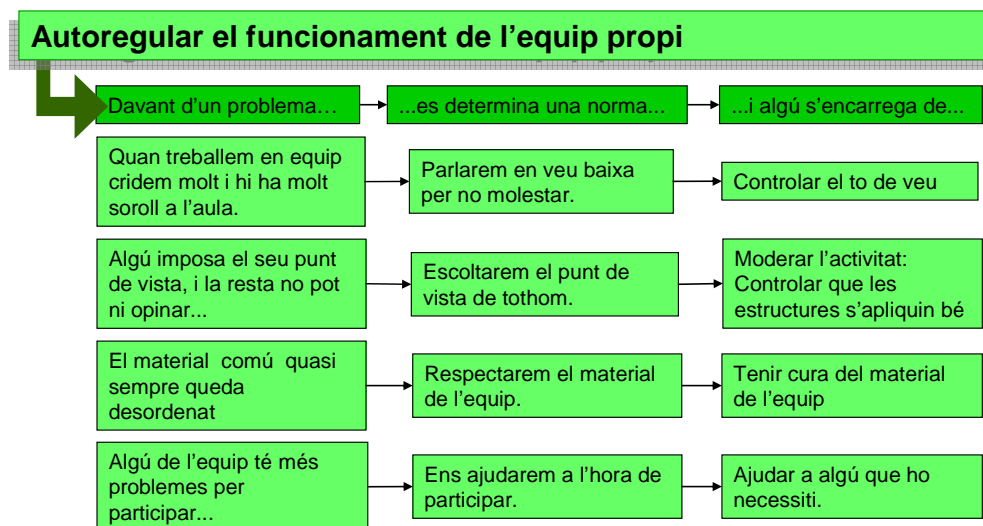 Autoregular el funcionament de l’equip propi
Davant d’un problema…
...es determina una norma...
...i algú s’encarrega de...
Quan treballem en equip
cridem molt i hi ha molt
soroll a l’aula.
Parlarem en veu baixa
per no molestar.
Controlar el to de veu
Algú imposa el seu punt
de vista, i la resta no pot
ni opinar...
Escoltarem el punt de
vista de tothom.
Moderar l’activitat:
Controlar que les
estructures s’apliquin bé
El material comú quasi
sempre queda
desordenat
Respectarem el material
de l’equip.
Tenir cura del material
de l’equip
Algú de l’equip té més
problemes per
participar...
Ens ajudarem a l’hora de
participar.
Ajudar a algú que ho
necessiti.